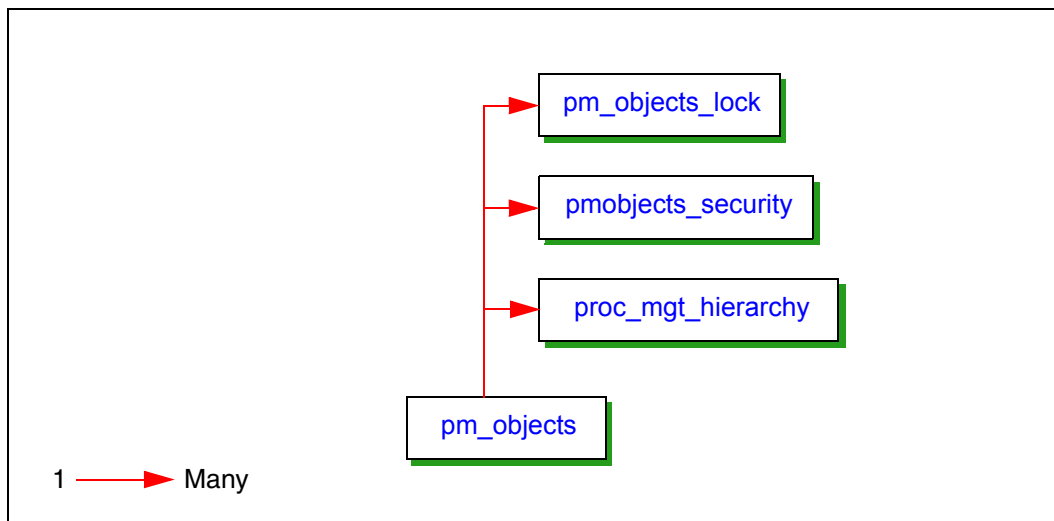 pm_objects_lock
pmobjects_security
proc_mgt_hierarchy
pm_objects
1 Many